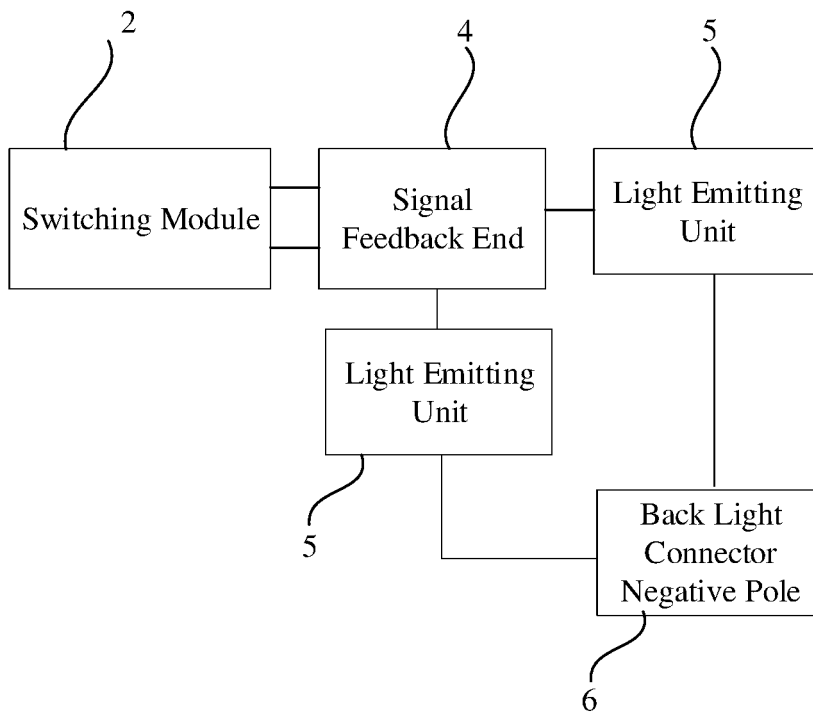 2
4
5
Switching Module
Signal
Feedback End
Light Emitting
Unit
Light Emitting
Unit
5
Back Light
Connector
Negative Pole
6